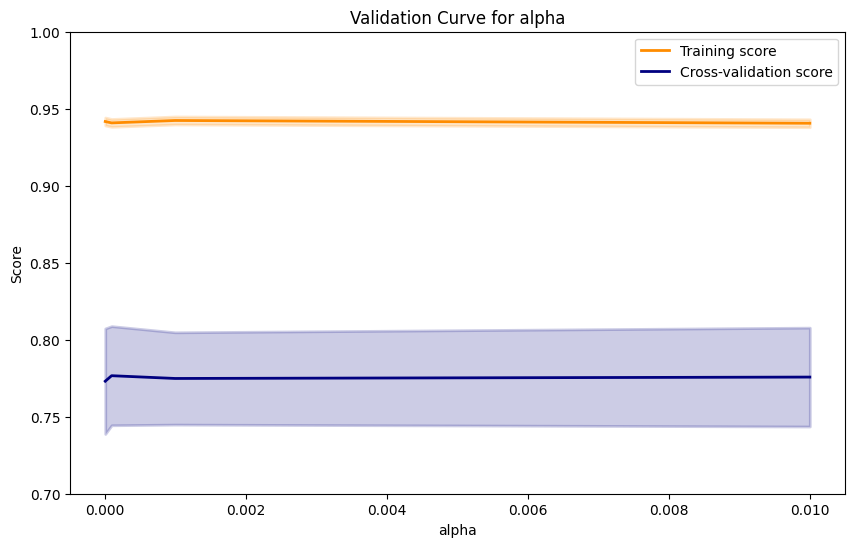 Validation Curve for alpha
1.00
Training score
Cross-validation score
0.95
0.90
0.85
Score
0.80
0.75
0.70
0.000
0.002
0.004
0.006
0.008
0.010
alpha